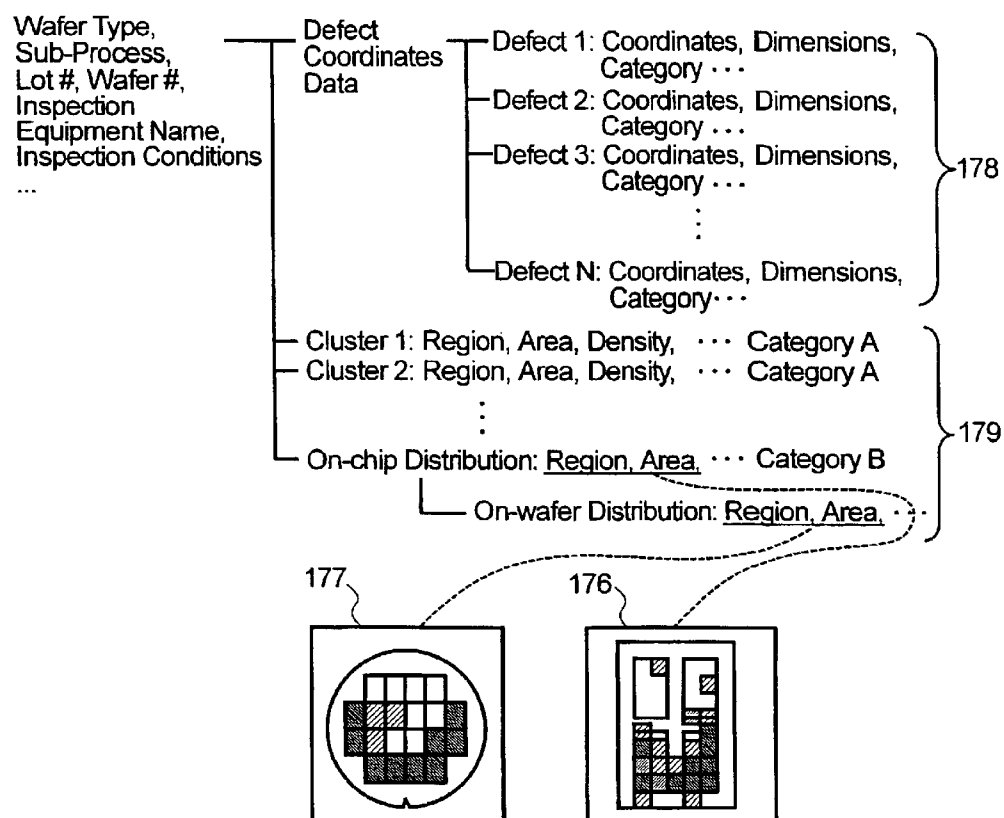 Wafer Type,
Sub-Process,
Lot #, Wafer #,
Inspection
Equipment Name,
Inspection Conditions
...
Defect
Coordinates
Data
Defect 1: Coordinates, Dimensions,
Category ...
Defect 2: Coordinates, Dimensions,
Category ...
Defect 3: Coordinates, Dimensions,
Category ...
Defect N: Coordinates, Dimensions,
Category...
178
Cluster 1: Region, Area, Density, ... Category A
Cluster 2: Region, Area, Density, ... Category A
On-chip Distribution: Region, Area, ... Category B
On-wafer Distribution: Region, Area, ...
179
177
176